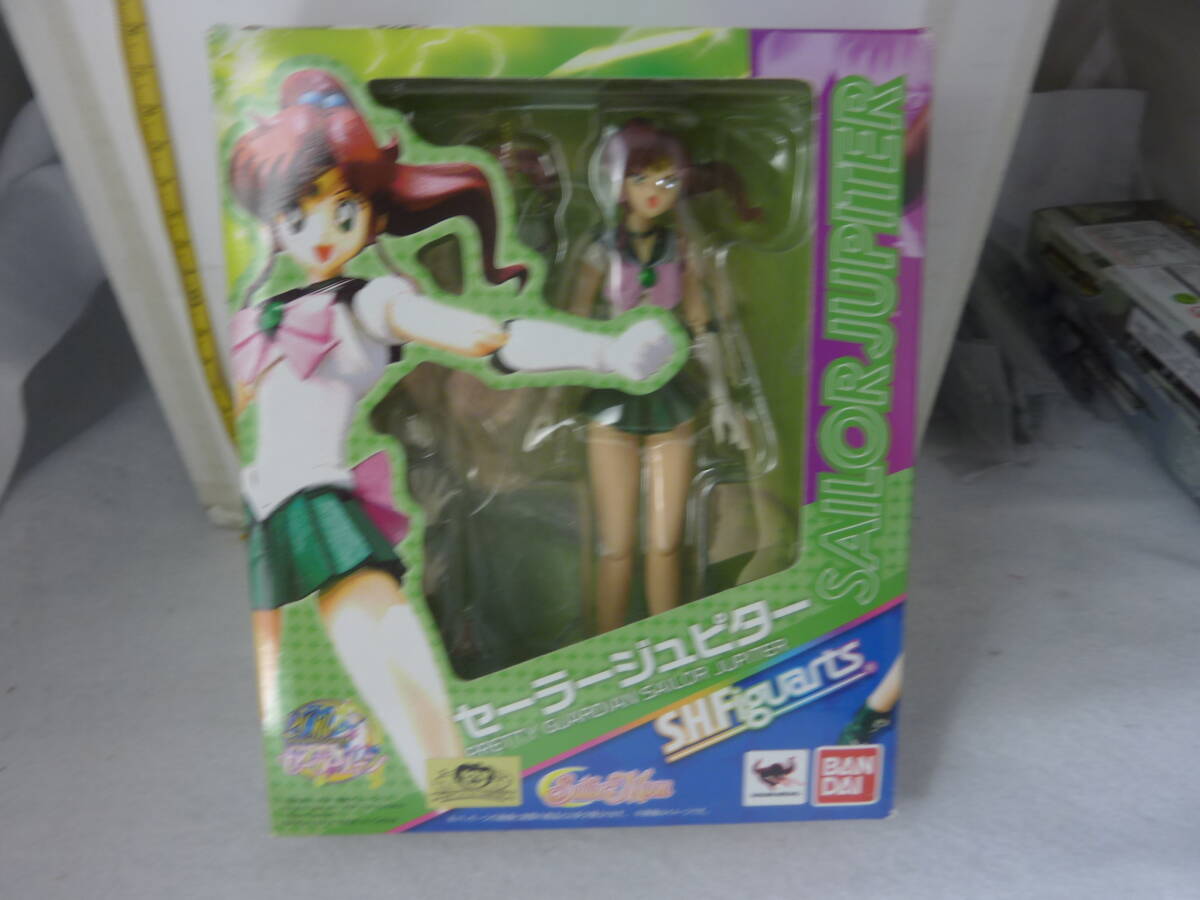 SAILOR JUPITER
セーラージュピター
PRETTY GUARDIAN SAILOR JUPITER
S.H.Figuarts
Sailor Moon
BAN
DAI